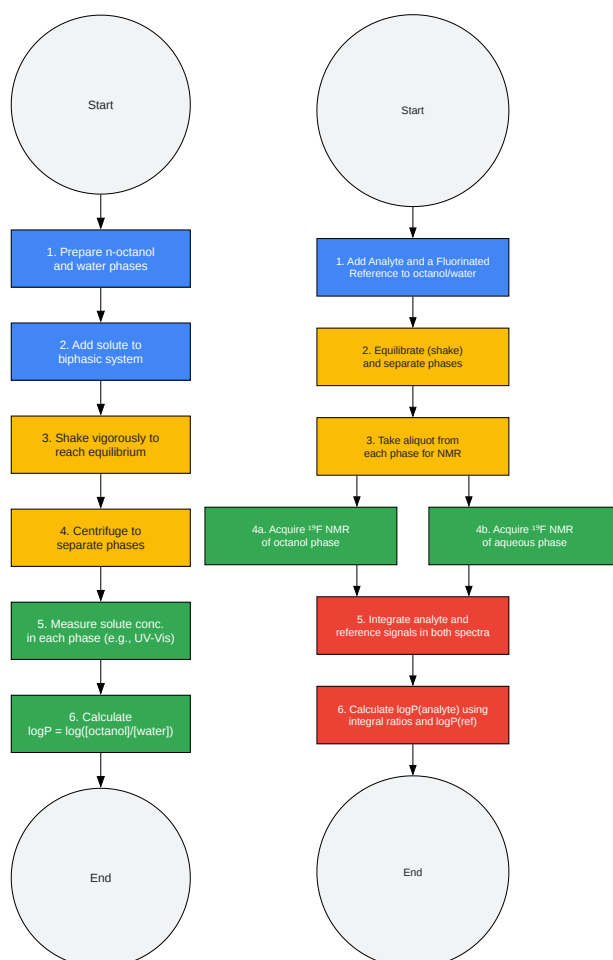 Start
1. Prepare n-octanol
and water phases
2. Add solute to
biphasic system
3. Shake vigorously to
reach equilibrium
4. Centrifuge to
separate phases
5. Measure solute conc.
in each phase (e.g., UV-Vis)
6. Calculate
logP = log([octanol]/[water])
End
Start
1. Add Analyte and a Fluorinated
Reference to octanol/water
2. Equilibrate (shake)
and separate phases
3. Take aliquot from
each phase for NMR
4a. Acquire ¹⁹F NMR
of octanol phase
4b. Acquire ¹⁹F NMR
of aqueous phase
5. Integrate analyte and
reference signals in both spectra
6. Calculate logP(analyte) using
integral ratios and logP(ref)
End